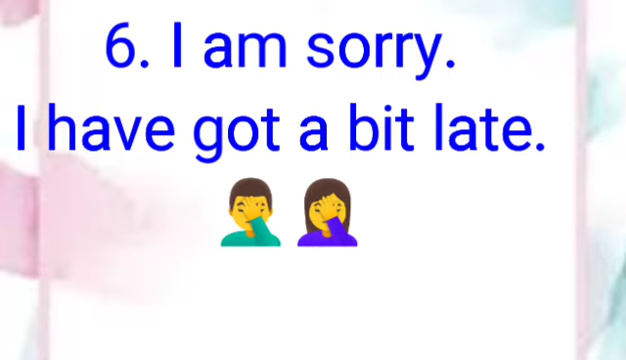 6. I am sorry.
I have got a bit late.
🤦‍♂️ 🤦‍♀️